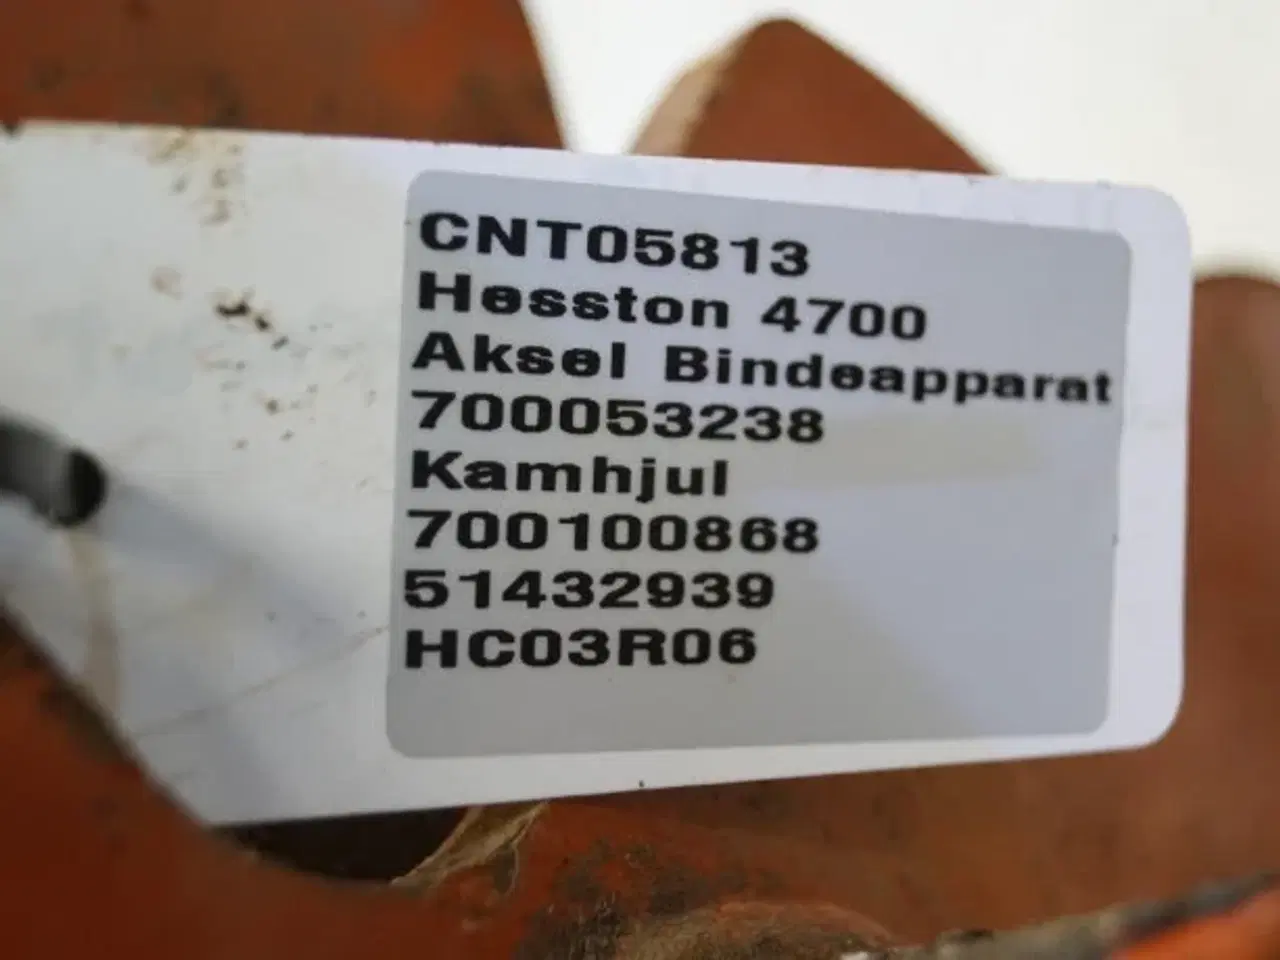 CNT05813
Hesston 4700
Aksel Bindeapparat
700053238
Kamhjul
700100868
51432939
HC03R06